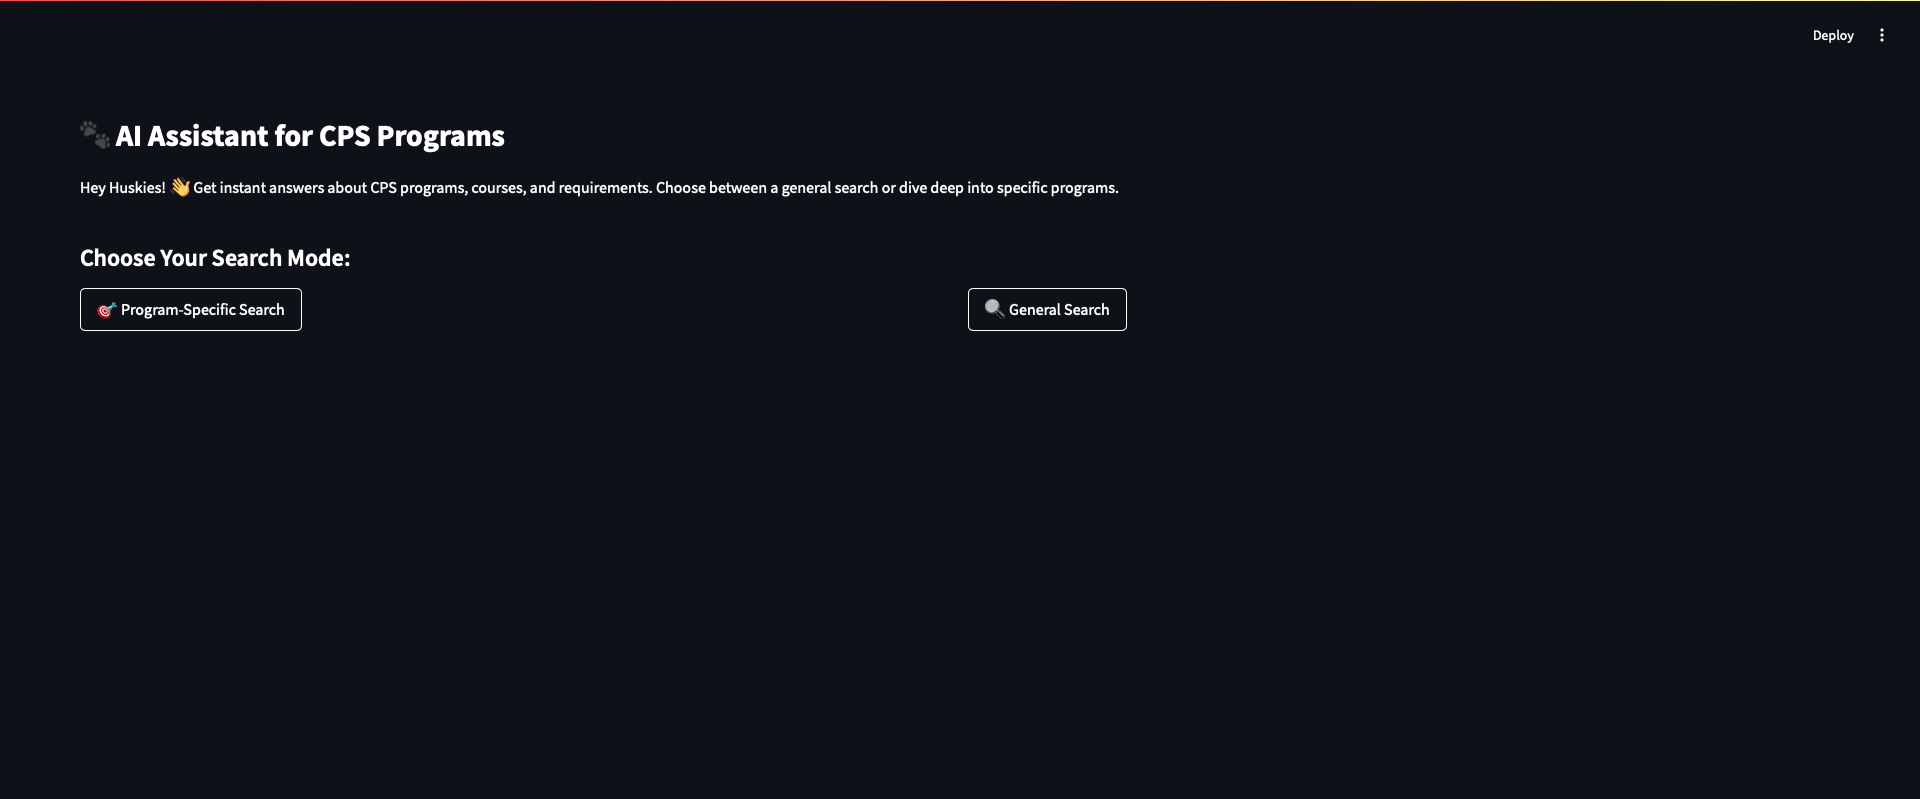 Deploy
🐾 AI Assistant for CPS Programs
Hey Huskies! 👋 Get instant answers about CPS programs, courses, and requirements. Choose between a general search or dive deep into specific programs.
Choose Your Search Mode:
🎯 Program-Specific Search
🔍 General Search